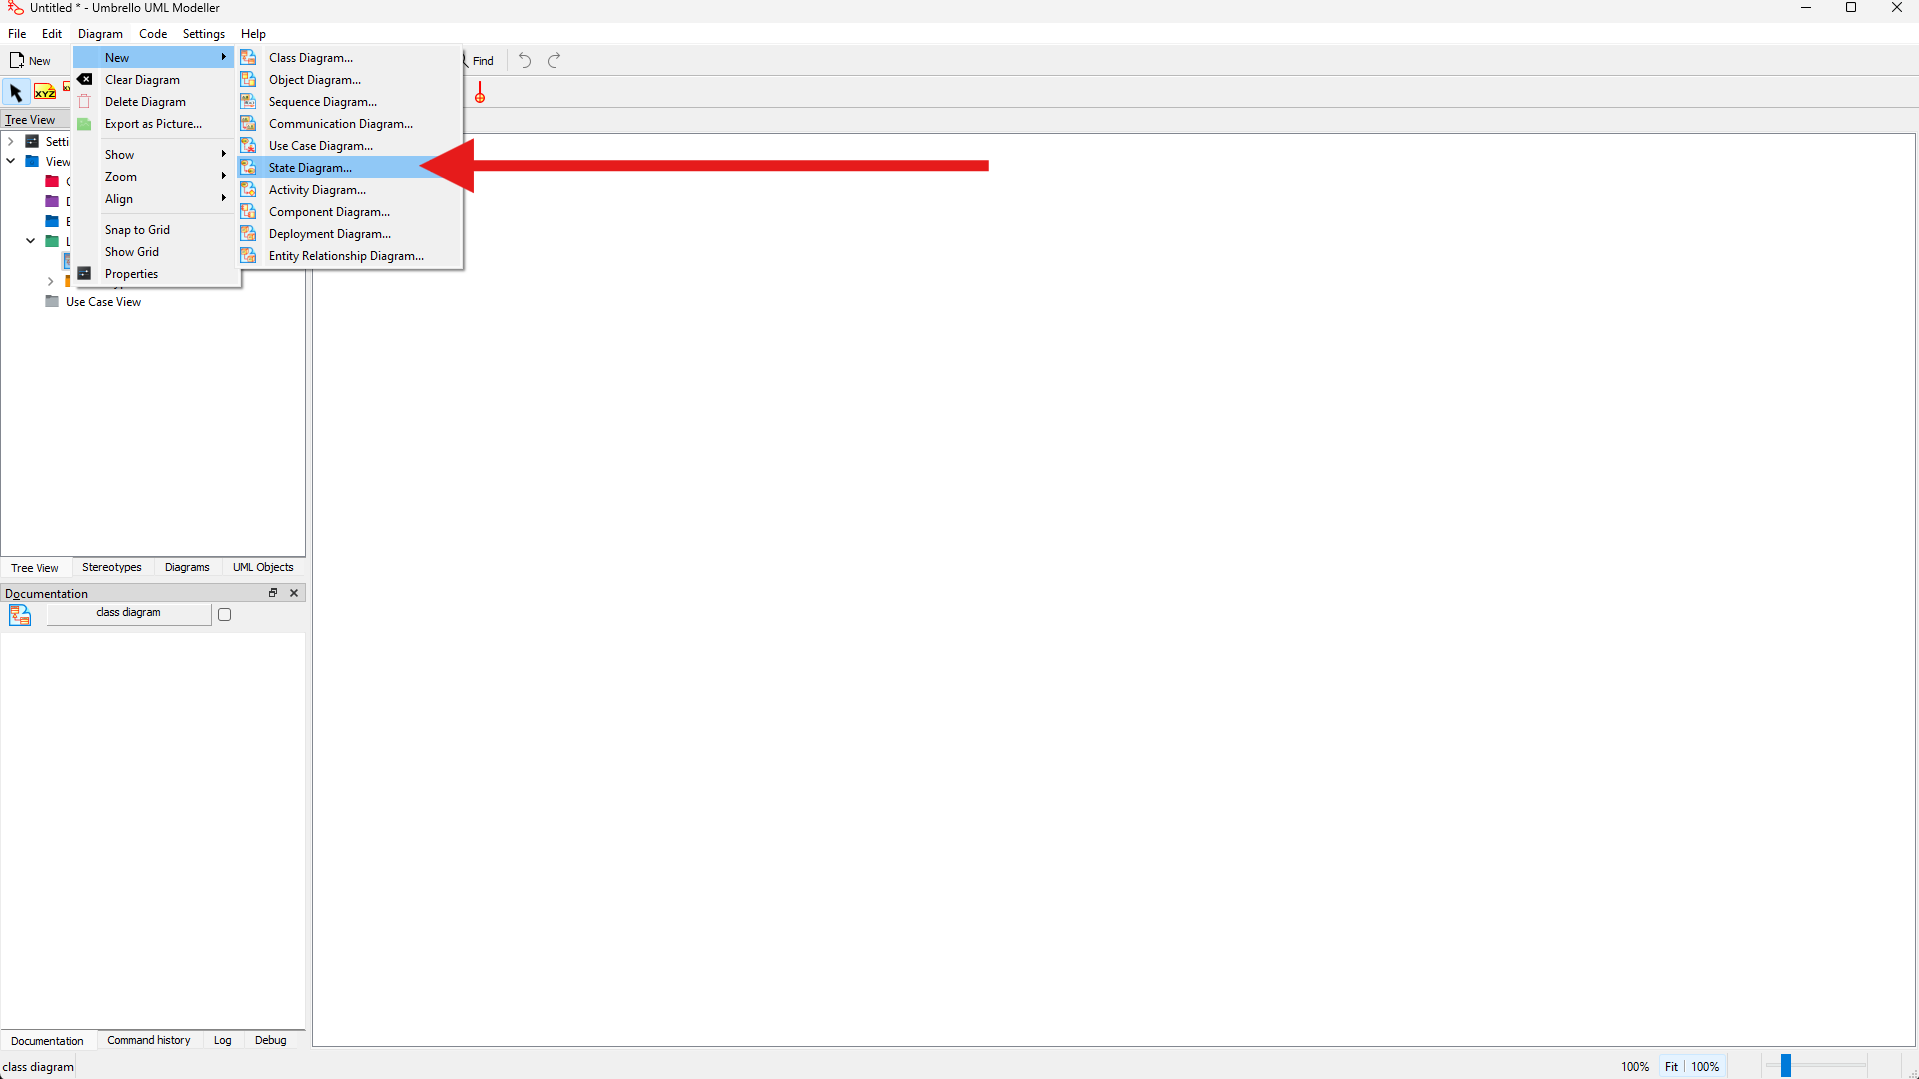 Untitled * - Umbrello UML Modeller
File Edit Diagram Code Settings Help
New Find
XYZ
New
Clear Diagram
Delete Diagram
Export as Picture...
Show
Zoom
Align
Snap to Grid
Show Grid
Properties
Class Diagram...
Object Diagram...
Sequence Diagram...
Communication Diagram...
Use Case Diagram...
State Diagram...
Activity Diagram...
Component Diagram...
Deployment Diagram...
Entity Relationship Diagram...
Tree View
Setti
View
Use Case View
Tree View Stereotypes Diagrams UML Objects
Documentation
class diagram
Documentation Command history Log Debug
class diagram 100% Fit 100%